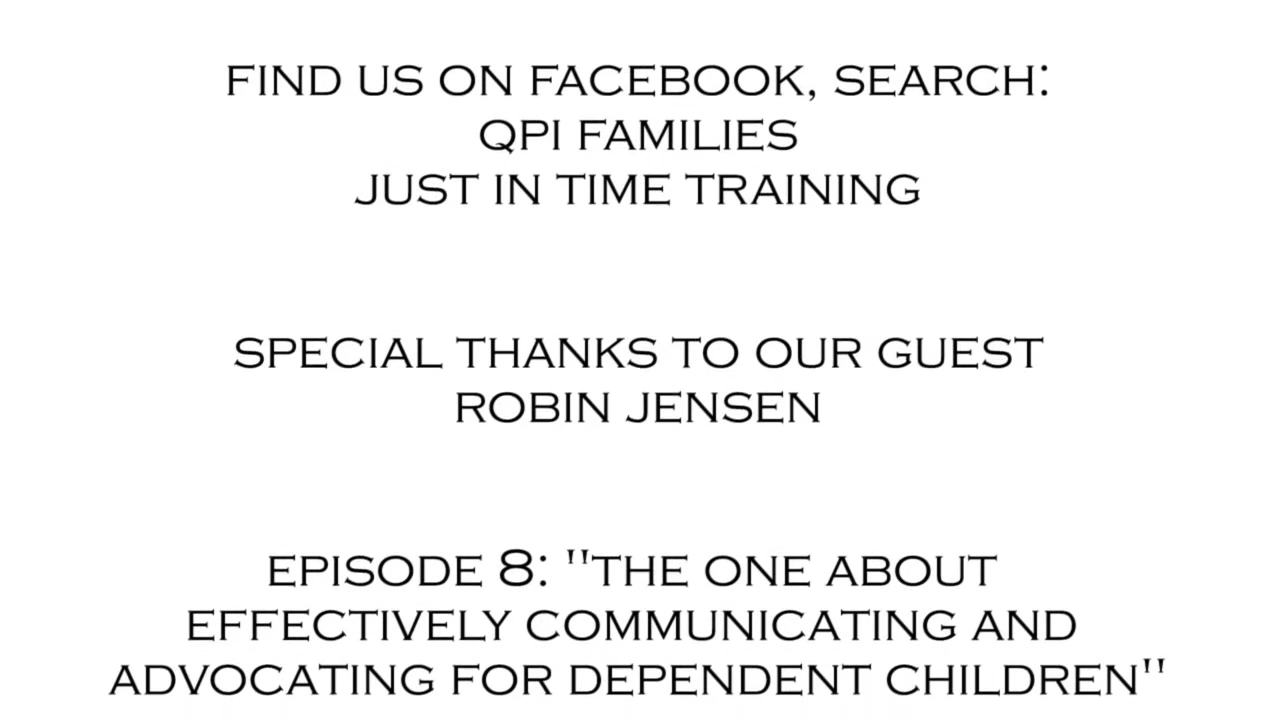 FIND US ON FACEBOOK, SEARCH:
QPI FAMILIES
JUST IN TIME TRAINING
SPECIAL THANKS TO OUR GUEST
ROBIN JENSEN
EPISODE 8: "THE ONE ABOUT
EFFECTIVELY COMMUNICATING AND
ADVOCATING FOR DEPENDENT CHILDREN"